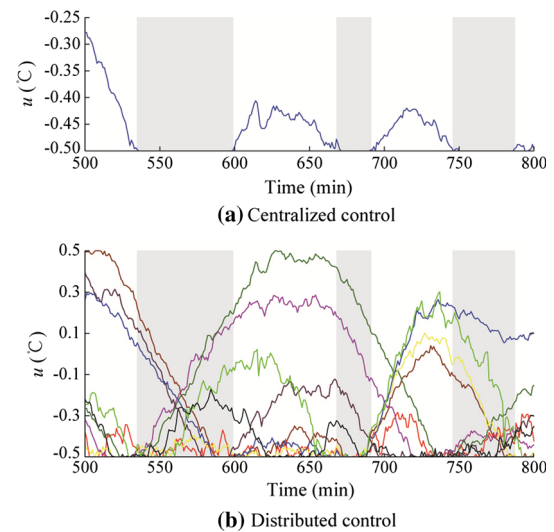 -0.25
-0.30
-0.35
-0.40
-0.45
-0.50
u (℃)
500 550 600 650 700 750 800
Time (min)
(a) Centralized control
0.5
0.3
0.1
-0.1
-0.3
-0.5
u (℃)
500 550 600 650 700 750 800
Time (min)
(b) Distributed control